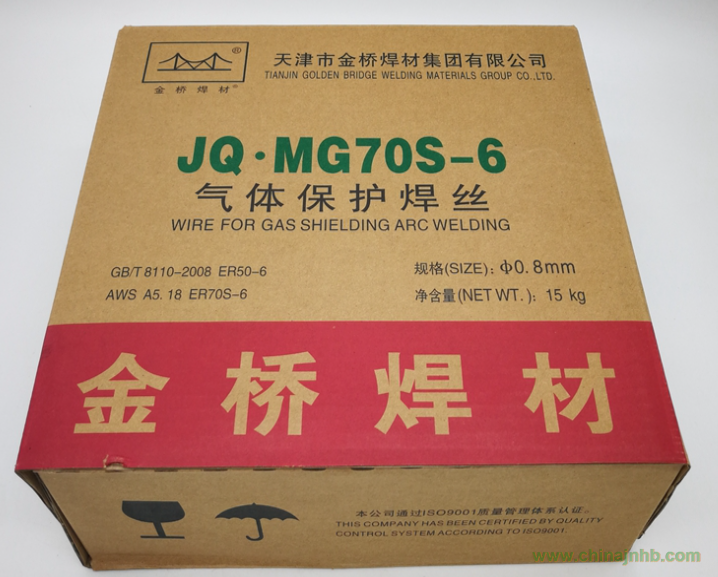 ®
金桥焊材®
天津市金桥焊材集团有限公司
TIANJIN GOLDEN BRIDGE WELDING MATERIALS GROUP CO.,LTD.
JQ·MG70S-6
气体保护焊丝
WIRE FOR GAS SHIELDING ARC WELDING
GB/T 8110-2008 ER50-6
AWS A5.18 ER70S-6
规格(SIZE): Φ0.8mm
净含量(NET WT.): 15 kg
金桥焊材
本公司通过ISO9001质量管理体系认证。
THIS COMPANY HAS BEEN CERTIFIED BY QUALITY
CONTROL SYSTEM ACCORDING TO ISO9001.
www.chinajnhb.com